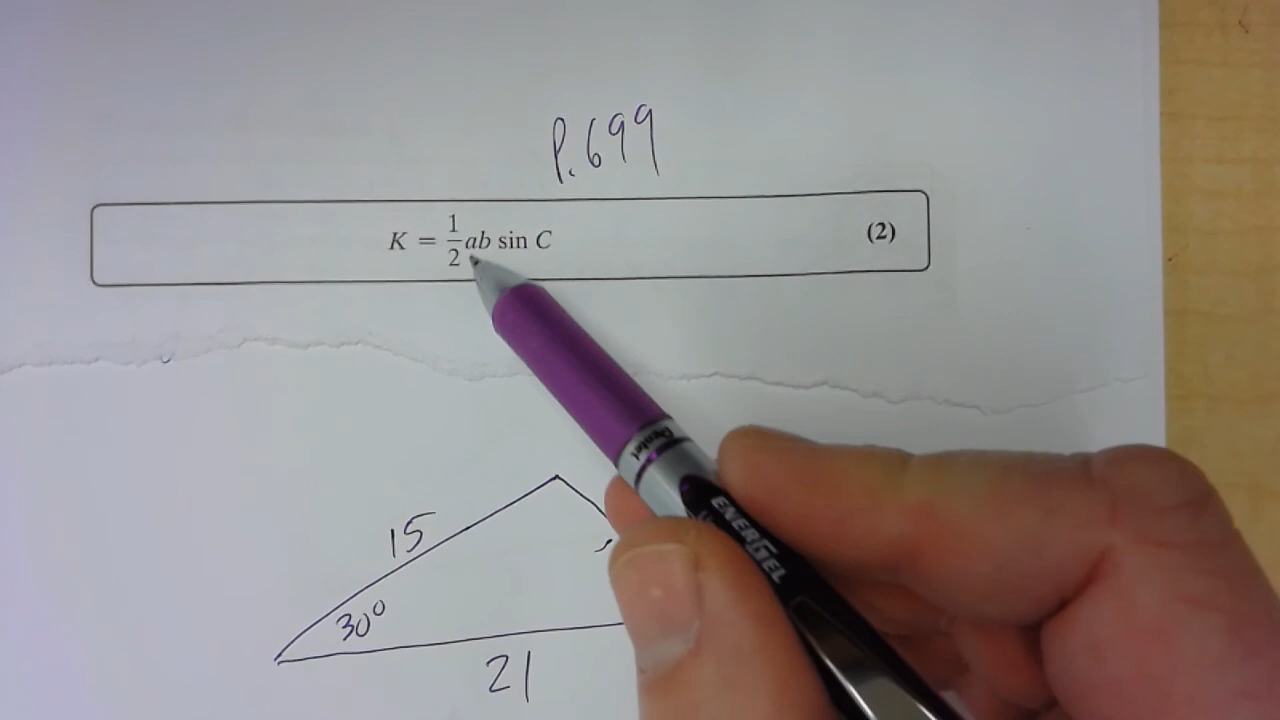 P.699
K = 1/2 ab sin C (2)
Pentel
ENERGEL
15
30°
21